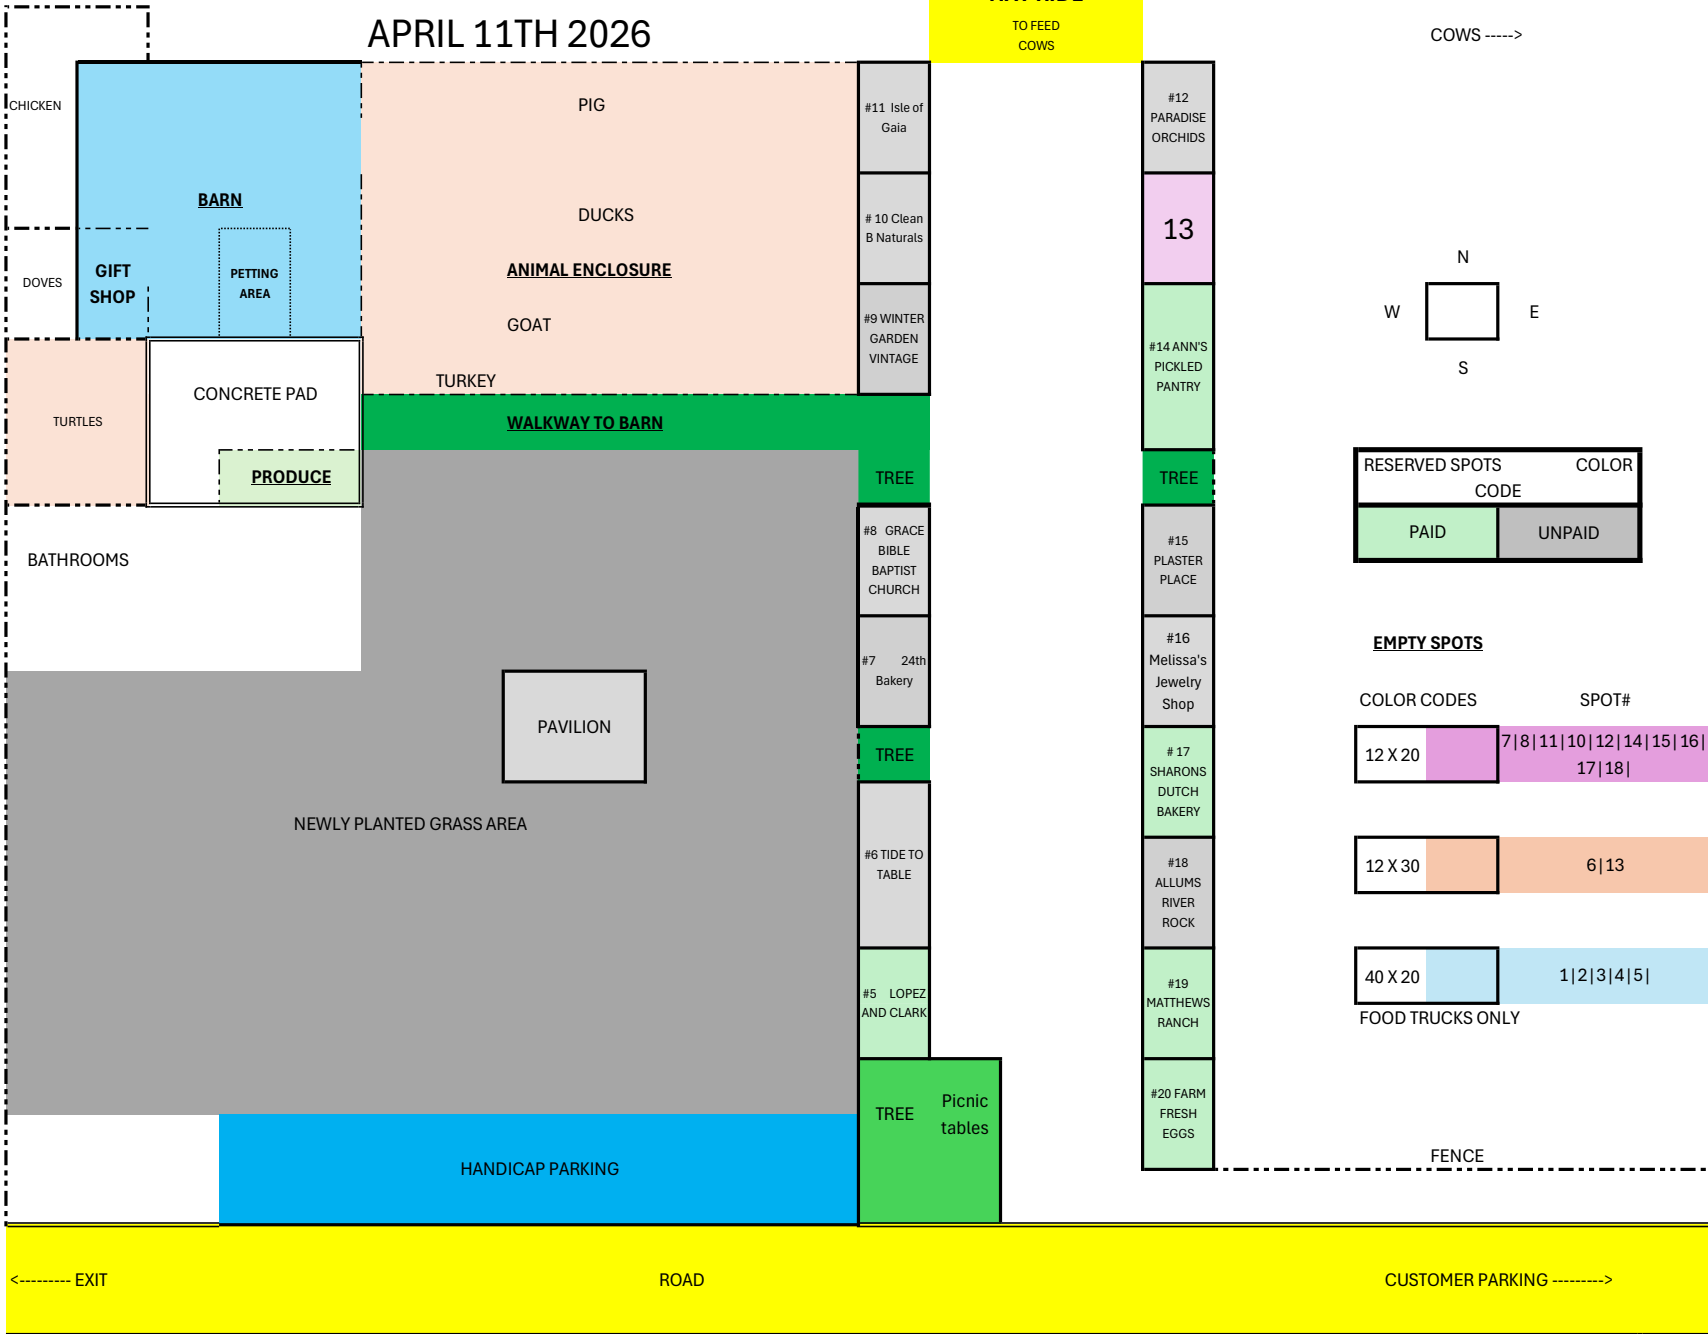 APRIL 11TH 2026
TO FEED
COWS
COWS ----->
CHICKEN
PIG
#11 Isle of
Gaia
#12
PARADISE
ORCHIDS
BARN
DUCKS
# 10 Clean
B Naturals
13
ANIMAL ENCLOSURE
DOVES
GIFT
SHOP
PETTING
AREA
GOAT
#9 WINTER
GARDEN
VINTAGE
#14 ANN'S
PICKLED
PANTRY
N
W
E
S
TURKEY
CONCRETE PAD
TURTLES
WALKWAY TO BARN
PRODUCE
TREE
TREE
RESERVED SPOTS COLOR
CODE
PAID
UNPAID
BATHROOMS
#8 GRACE
BIBLE
BAPTIST
CHURCH
#15
PLASTER
PLACE
#7 24th
Bakery
#16
Melissa's
Jewelry
Shop
EMPTY SPOTS
COLOR CODES
SPOT#
PAVILION
TREE
# 17
SHARONS
DUTCH
BAKERY
12 X 20
7|8|11|10|12|14|15|16|
17|18|
NEWLY PLANTED GRASS AREA
#6 TIDE TO
TABLE
#18
ALLUMS
RIVER
ROCK
12 X 30
6|13
#5 LOPEZ
AND CLARK
#19
MATTHEWS
RANCH
40 X 20
1|2|3|4|5|
FOOD TRUCKS ONLY
TREE
Picnic
tables
#20 FARM
FRESH
EGGS
HANDICAP PARKING
FENCE
<--------- EXIT
ROAD
CUSTOMER PARKING --------->